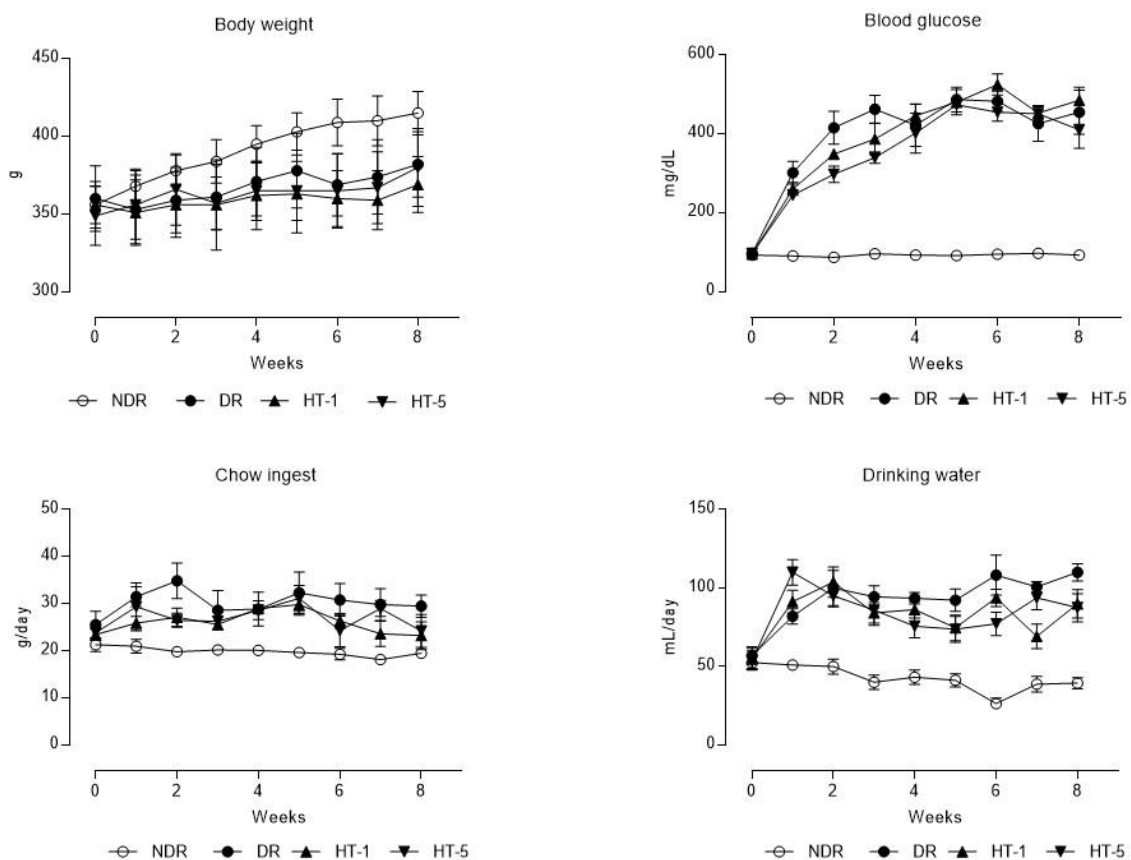 Body weight
450
400
350
300
g
0 2 4 6 8
Weeks
NDR DR HT-1 HT-5
Blood glucose
600
400
200
0
mg/dL
0 2 4 6 8
Weeks
NDR DR HT-1 HT-5
Chow ingest
50
40
30
20
10
0
g/day
0 2 4 6 8
Weeks
NDR DR HT-1 HT-5
Drinking water
150
100
50
0
mL/day
0 2 4 6 8
Weeks
NDR DR HT-1 HT-5